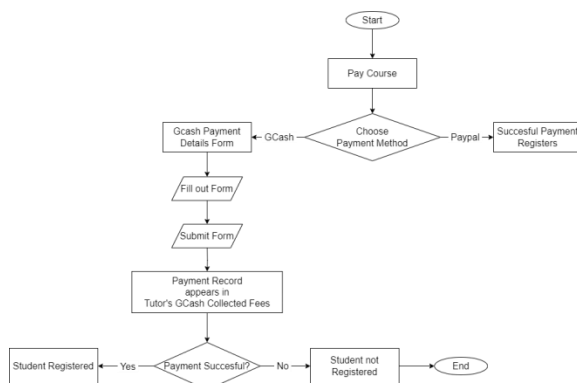 Start
Pay Course
Choose
Payment Method
GCash
Paypal
Gcash Payment
Details Form
Succesful Payment
Registers
Fill out Form
Submit Form
Payment Record
appears in
Tutor's GCash Collected Fees
Payment Succesful?
Yes
No
Student Registered
Student not
Registered
End